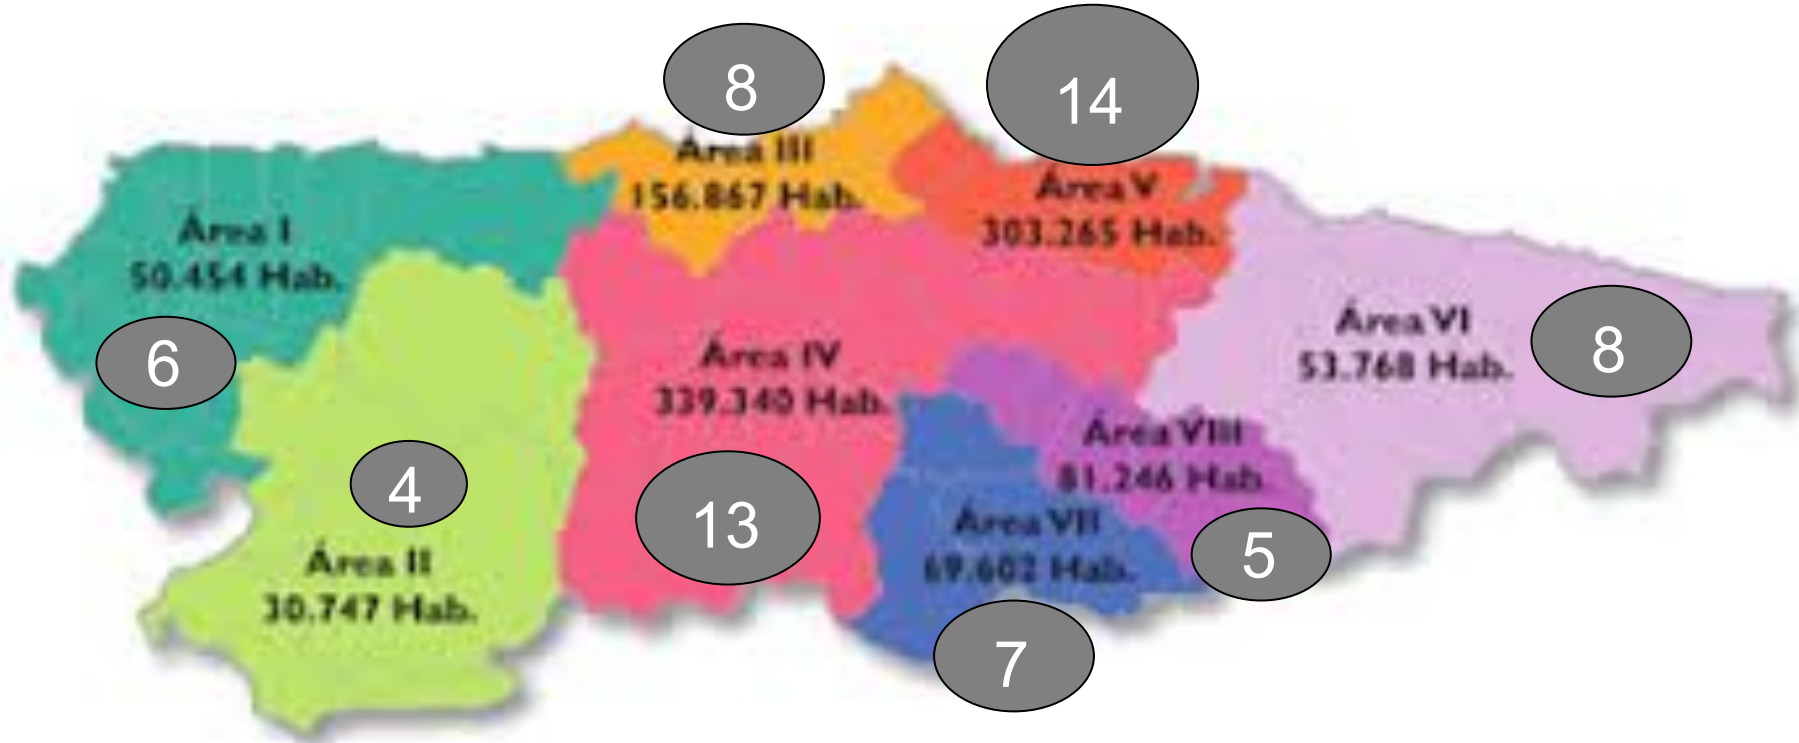 8
14
Área III
156.867 Hab.
Área V
303.265 Hab.
Área I
50.454 Hab.
6
Área IV
339.340 Hab.
Área VI
53.768 Hab.
8
4
13
Área VIII
81.246 Hab
Área VII
69.602 Hab.
5
Área II
30.747 Hab.
7